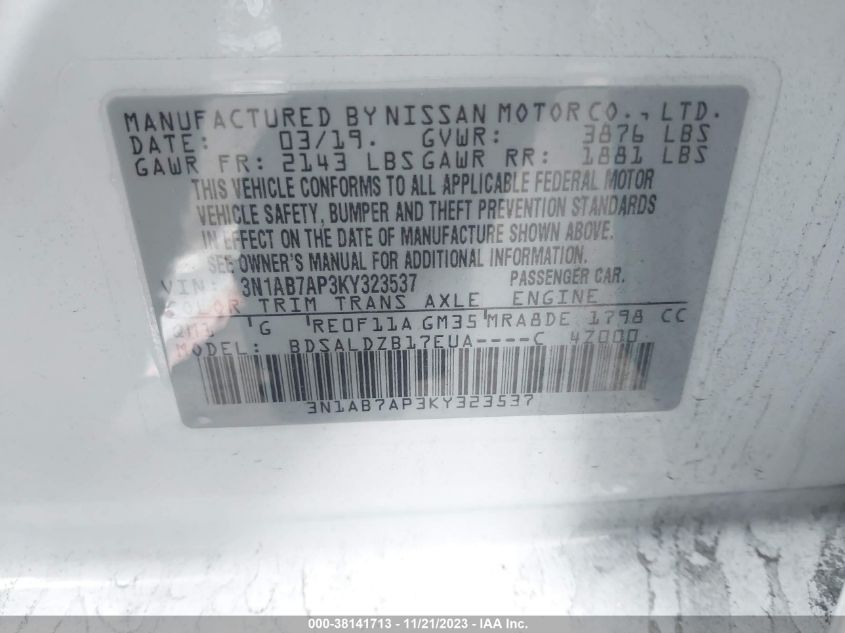 MANUFACTURED BY NISSAN MOTOR CO., LTD.
DATE: 03/19. GVWR: 3876 LBS
GAWR FR: 2143 LBS GAWR RR: 1881 LBS
THIS VEHICLE CONFORMS TO ALL APPLICABLE FEDERAL MOTOR
VEHICLE SAFETY, BUMPER AND THEFT PREVENTION STANDARDS
IN EFFECT ON THE DATE OF MANUFACTURE SHOWN ABOVE.
SEE OWNER'S MANUAL FOR ADDITIONAL INFORMATION.
VIN: 3N1AB7AP3KY323537 PASSENGER CAR.
COLOR TRIM TRANS AXLE ENGINE
QM1 G RE0F11A GM35 MRA8DE 1798 CC
MODEL: BDSALDZB17EUA----C 47000
3N1AB7AP3KY323537
000-38141713 - 11/21/2023 - IAA Inc.